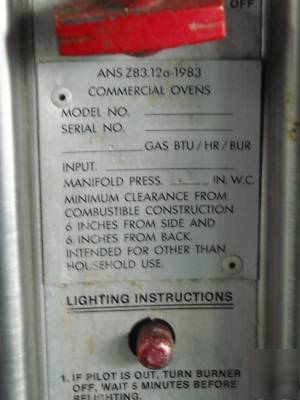 OFF
ANS Z83.12a-1983
COMMERCIAL OVENS
MODEL NO.
SERIAL NO.
GAS BTU/HR/BUR
INPUT.
MANIFOLD PRESS. IN. W.C.
MINIMUM CLEARANCE FROM
COMBUSTIBLE CONSTRUCTION
6 INCHES FROM SIDE AND
6 INCHES FROM BACK.
INTENDED FOR OTHER THAN
HOUSEHOLD USE.
LIGHTING INSTRUCTIONS
1. IF PILOT IS OUT, TURN BURNER
OFF. WAIT 5 MINUTES BEFORE
RELIGHTING.